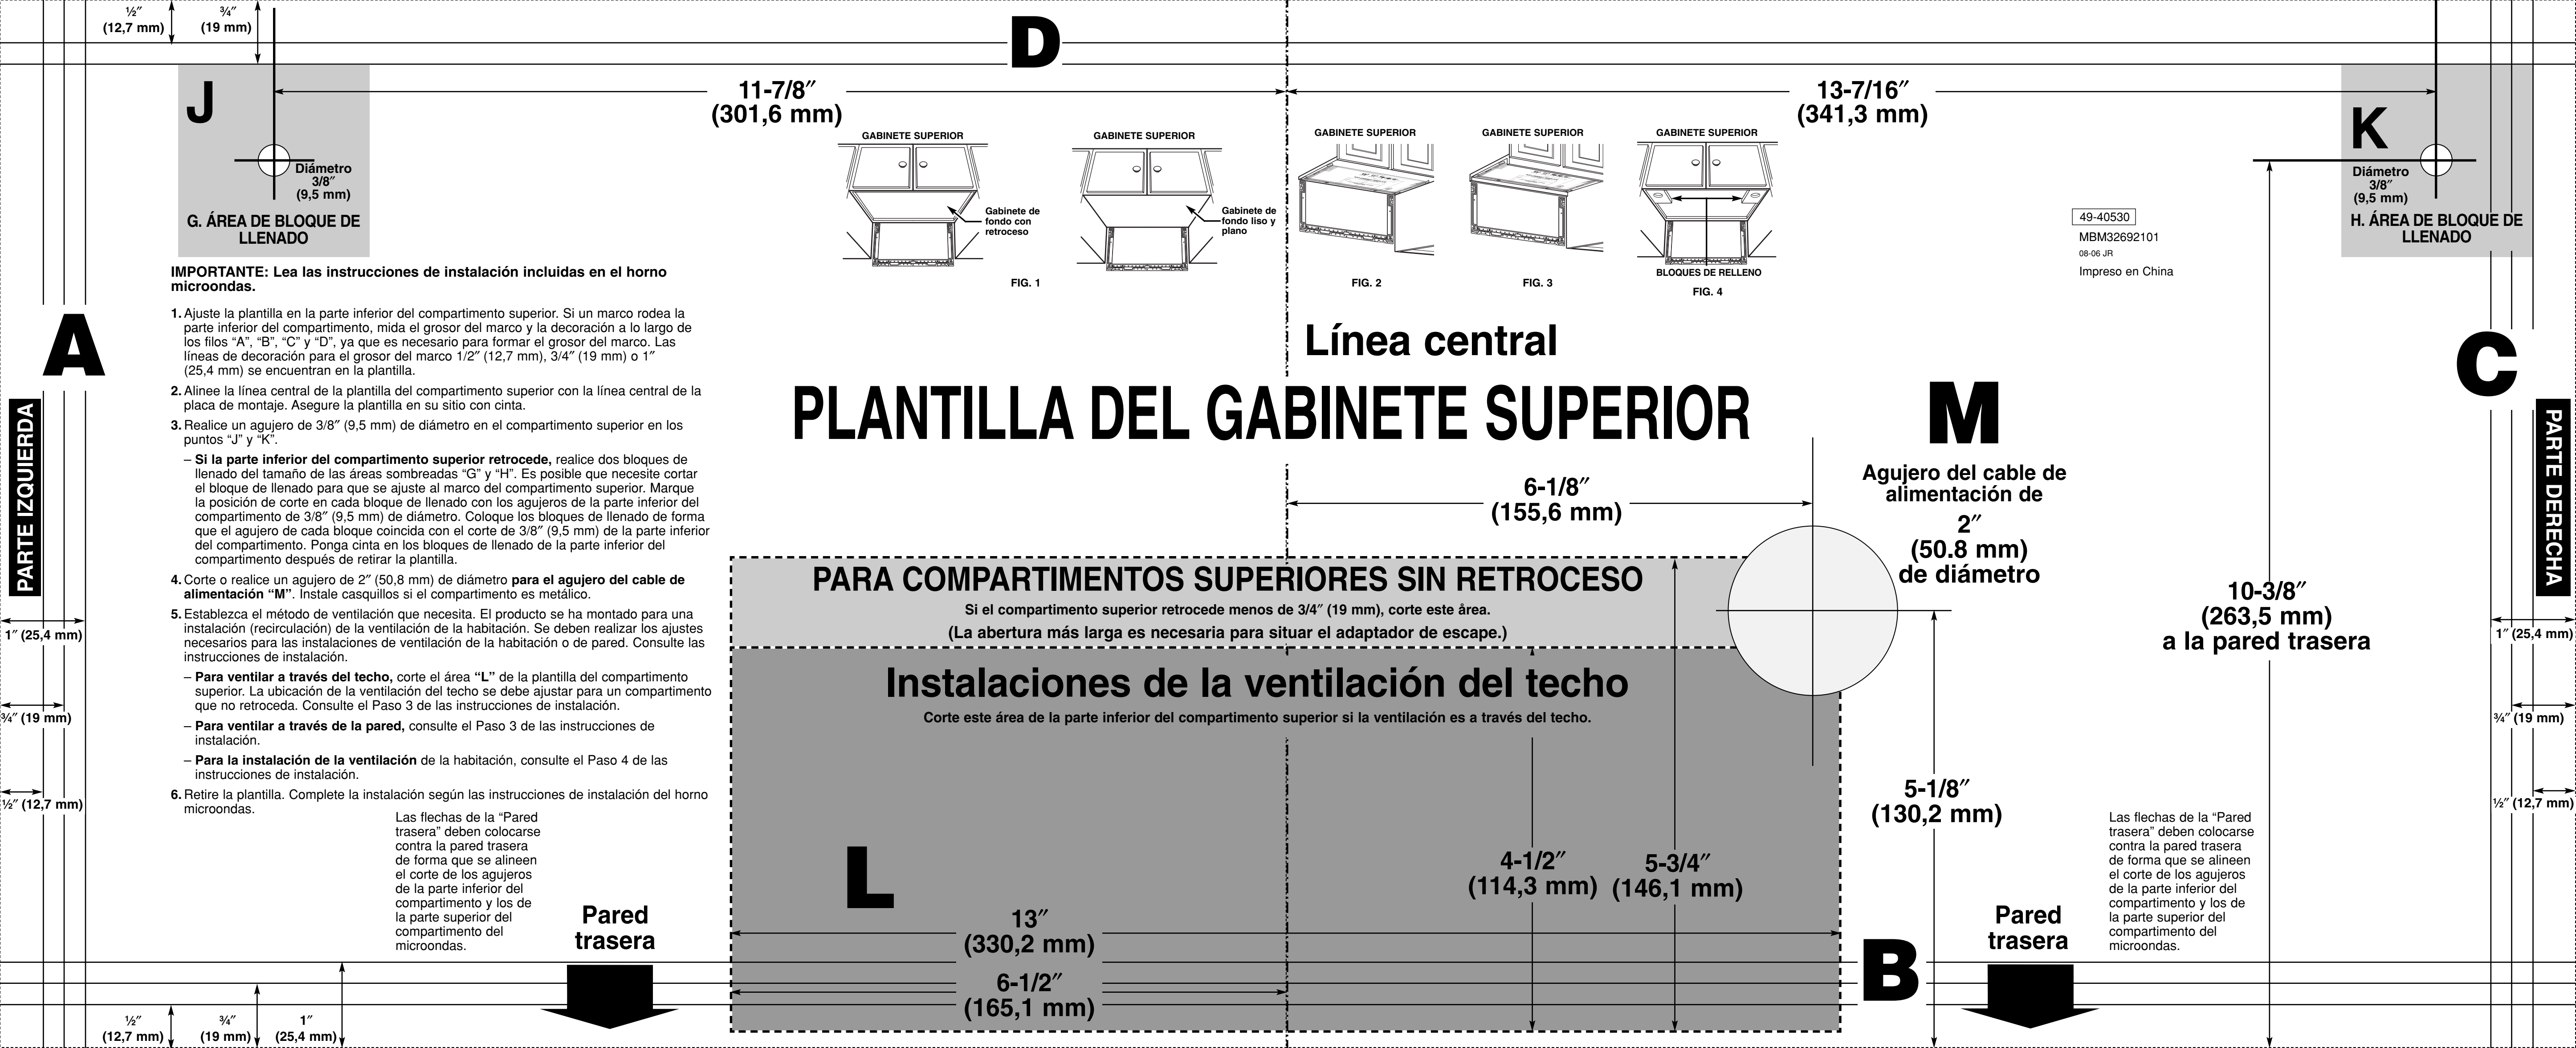 ½″
(12,7 mm)
¾″
(19 mm)
D
J
11-7/8″
(301,6 mm)
13-7/16″
(341,3 mm)
K
Diámetro
3/8″
(9,5 mm)
G. ÁREA DE BLOQUE DE
LLENADO
GABINETE SUPERIOR
Gabinete de
fondo con
retroceso
GABINETE SUPERIOR
Gabinete de
fondo liso y
plano
FIG. 1
GABINETE SUPERIOR
FIG. 2
GABINETE SUPERIOR
FIG. 3
GABINETE SUPERIOR
BLOQUES DE RELLENO
FIG. 4
49-40530
MBM32692101
08-06 JR
Impreso en China
Diámetro
3/8″
(9,5 mm)
H. ÁREA DE BLOQUE DE
LLENADO
IMPORTANTE: Lea las instrucciones de instalación incluidas en el horno
microondas.
1. Ajuste la plantilla en la parte inferior del compartimento superior. Si un marco rodea la
parte inferior del compartimento, mida el grosor del marco y la decoración a lo largo de
los filos “A”, “B”, “C” y “D”, ya que es necesario para formar el grosor del marco. Las
líneas de decoración para el grosor del marco 1/2″ (12,7 mm), 3/4″ (19 mm) o 1″
(25,4 mm) se encuentran en la plantilla.
2. Alinee la línea central de la plantilla del compartimento superior con la línea central de la
placa de montaje. Asegure la plantilla en su sitio con cinta.
3. Realice un agujero de 3/8″ (9,5 mm) de diámetro en el compartimento superior en los
puntos “J” y “K”.
– Si la parte inferior del compartimento superior retrocede, realice dos bloques de
llenado del tamaño de las áreas sombreadas “G” y “H”. Es posible que necesite cortar
el bloque de llenado para que se ajuste al marco del compartimento superior. Marque
la posición de corte en cada bloque de llenado con los agujeros de la parte inferior del
compartimento de 3/8″ (9,5 mm) de diámetro. Coloque los bloques de llenado de forma
que el agujero de cada bloque coincida con el corte de 3/8″ (9,5 mm) de la parte inferior
del compartimento. Ponga cinta en los bloques de llenado de la parte inferior del
compartimento después de retirar la plantilla.
4. Corte o realice un agujero de 2″ (50,8 mm) de diámetro para el agujero del cable de
alimentación “M”. Instale casquillos si el compartimento es metálico.
5. Establezca el método de ventilación que necesita. El producto se ha montado para una
instalación (recirculación) de la ventilación de la habitación. Se deben realizar los ajustes
necesarios para las instalaciones de ventilación de la habitación o de pared. Consulte las
instrucciones de instalación.
– Para ventilar a través del techo, corte el área “L” de la plantilla del compartimento
superior. La ubicación de la ventilación del techo se debe ajustar para un compartimento
que no retroceda. Consulte el Paso 3 de las instrucciones de instalación.
– Para ventilar a través de la pared, consulte el Paso 3 de las instrucciones de
instalación.
– Para la instalación de la ventilación de la habitación, consulte el Paso 4 de las
instrucciones de instalación.
6. Retire la plantilla. Complete la instalación según las instrucciones de instalación del horno
microondas.
A
PARTE IZQUIERDA
1″ (25,4 mm)
¾″ (19 mm)
½″ (12,7 mm)
Línea central
PLANTILLA DEL GABINETE SUPERIOR
6-1/8″
(155,6 mm)
M
Agujero del cable de
alimentación de
2″
(50.8 mm)
de diámetro
PARA COMPARTIMENTOS SUPERIORES SIN RETROCESO
Si el compartimento superior retrocede menos de 3/4″ (19 mm), corte este årea.
(La abertura más larga es necesaria para situar el adaptador de escape.)
Instalaciones de la ventilación del techo
Corte este área de la parte inferior del compartimento superior si la ventilación es a través del techo.
10-3/8″
(263,5 mm)
a la pared trasera
C
PARTE DERECHA
1″ (25,4 mm)
¾″ (19 mm)
½″ (12,7 mm)
5-1/8″
(130,2 mm)
L
4-1/2″
(114,3 mm)
5-3/4″
(146,1 mm)
13″
(330,2 mm)
6-1/2″
(165,1 mm)
B
Las flechas de la “Pared
trasera” deben colocarse
contra la pared trasera
de forma que se alineen
el corte de los agujeros
de la parte inferior del
compartimento y los de
la parte superior del
compartimento del
microondas.
Pared
trasera
Pared
trasera
Las flechas de la “Pared
trasera” deben colocarse
contra la pared trasera
de forma que se alineen
el corte de los agujeros
de la parte inferior del
compartimento y los de
la parte superior del
compartimento del
microondas.
½″
(12,7 mm)
¾″
(19 mm)
1″
(25,4 mm)